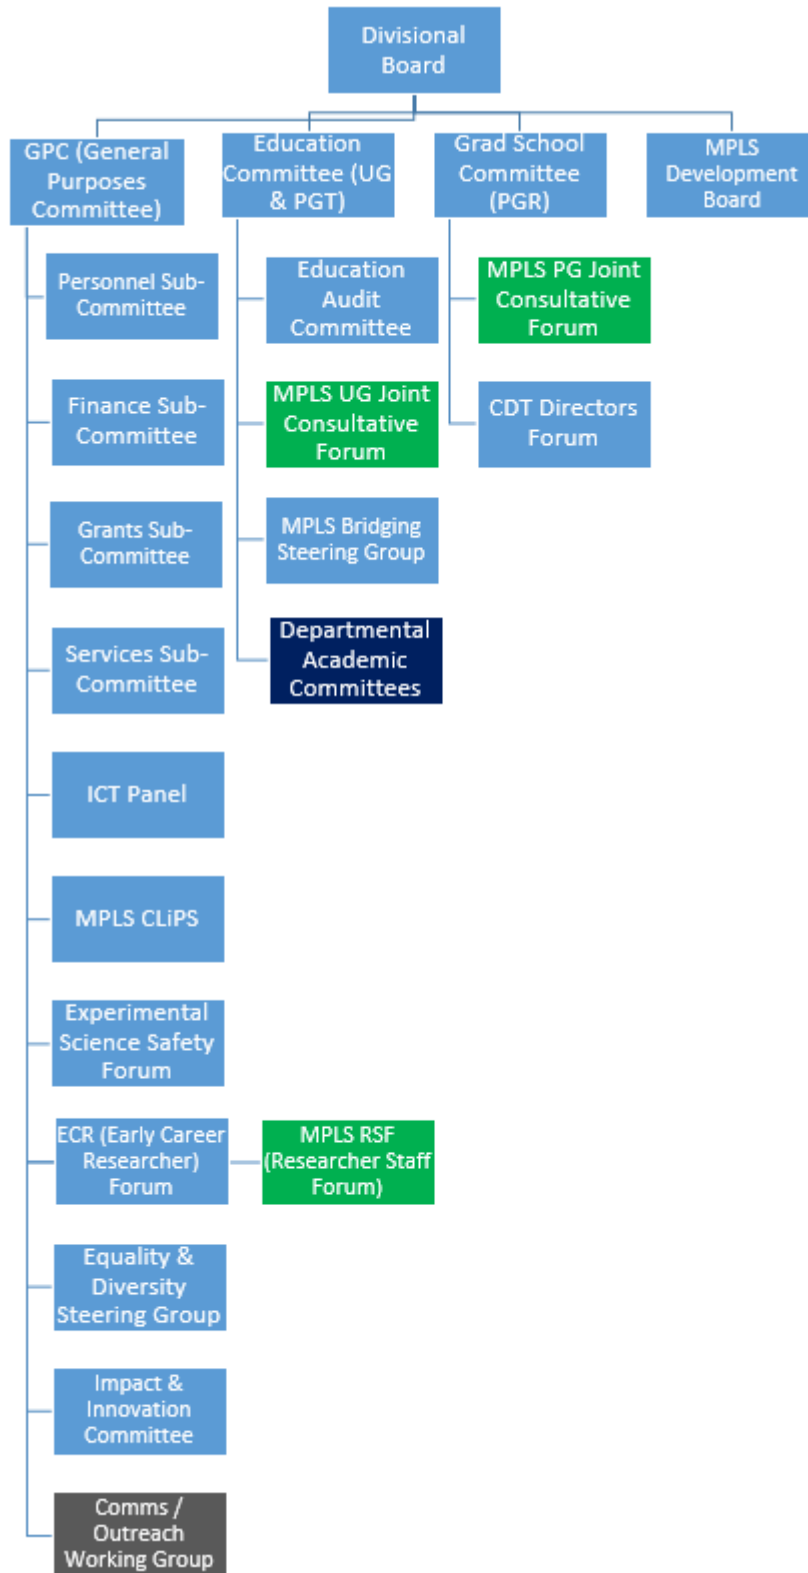 Divisional
Board
GPC (General
Purposes
Committee)
Education
Committee (UG
& PGT)
Grad School
Committee
(PGR)
MPLS
Development
Board
Personnel Sub-
Committee
Education
Audit
Committee
MPLS PG Joint
Consultative
Forum
Finance Sub-
Committee
MPLS UG Joint
Consultative
Forum
CDT Directors
Forum
Grants Sub-
Committee
MPLS Bridging
Steering Group
Services Sub-
Committee
Departmental
Academic
Committees
ICT Panel
MPLS CLiPS
Experimental
Science Safety
Forum
ECR (Early Career
Researcher)
Forum
MPLS RSF
(Researcher Staff
Forum)
Equality &
Diversity
Steering Group
Impact &
Innovation
Committee
Comms /
Outreach
Working Group